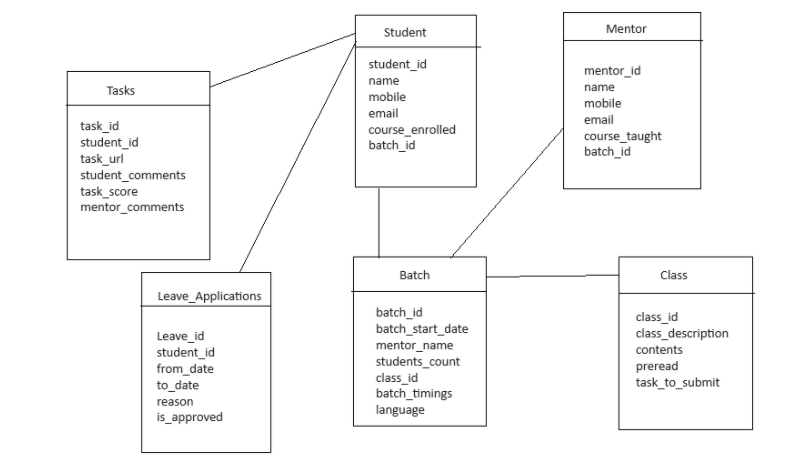 Student
student_id
name
mobile
email
course_enrolled
batch_id
Mentor
mentor_id
name
mobile
email
course_taught
batch_id
Tasks
task_id
student_id
task_url
student_comments
task_score
mentor_comments
Leave_Applications
Leave_id
student_id
from_date
to_date
reason
is_approved
Batch
batch_id
batch_start_date
mentor_name
students_count
class_id
batch_timings
language
Class
class_id
class_description
contents
preread
task_to_submit